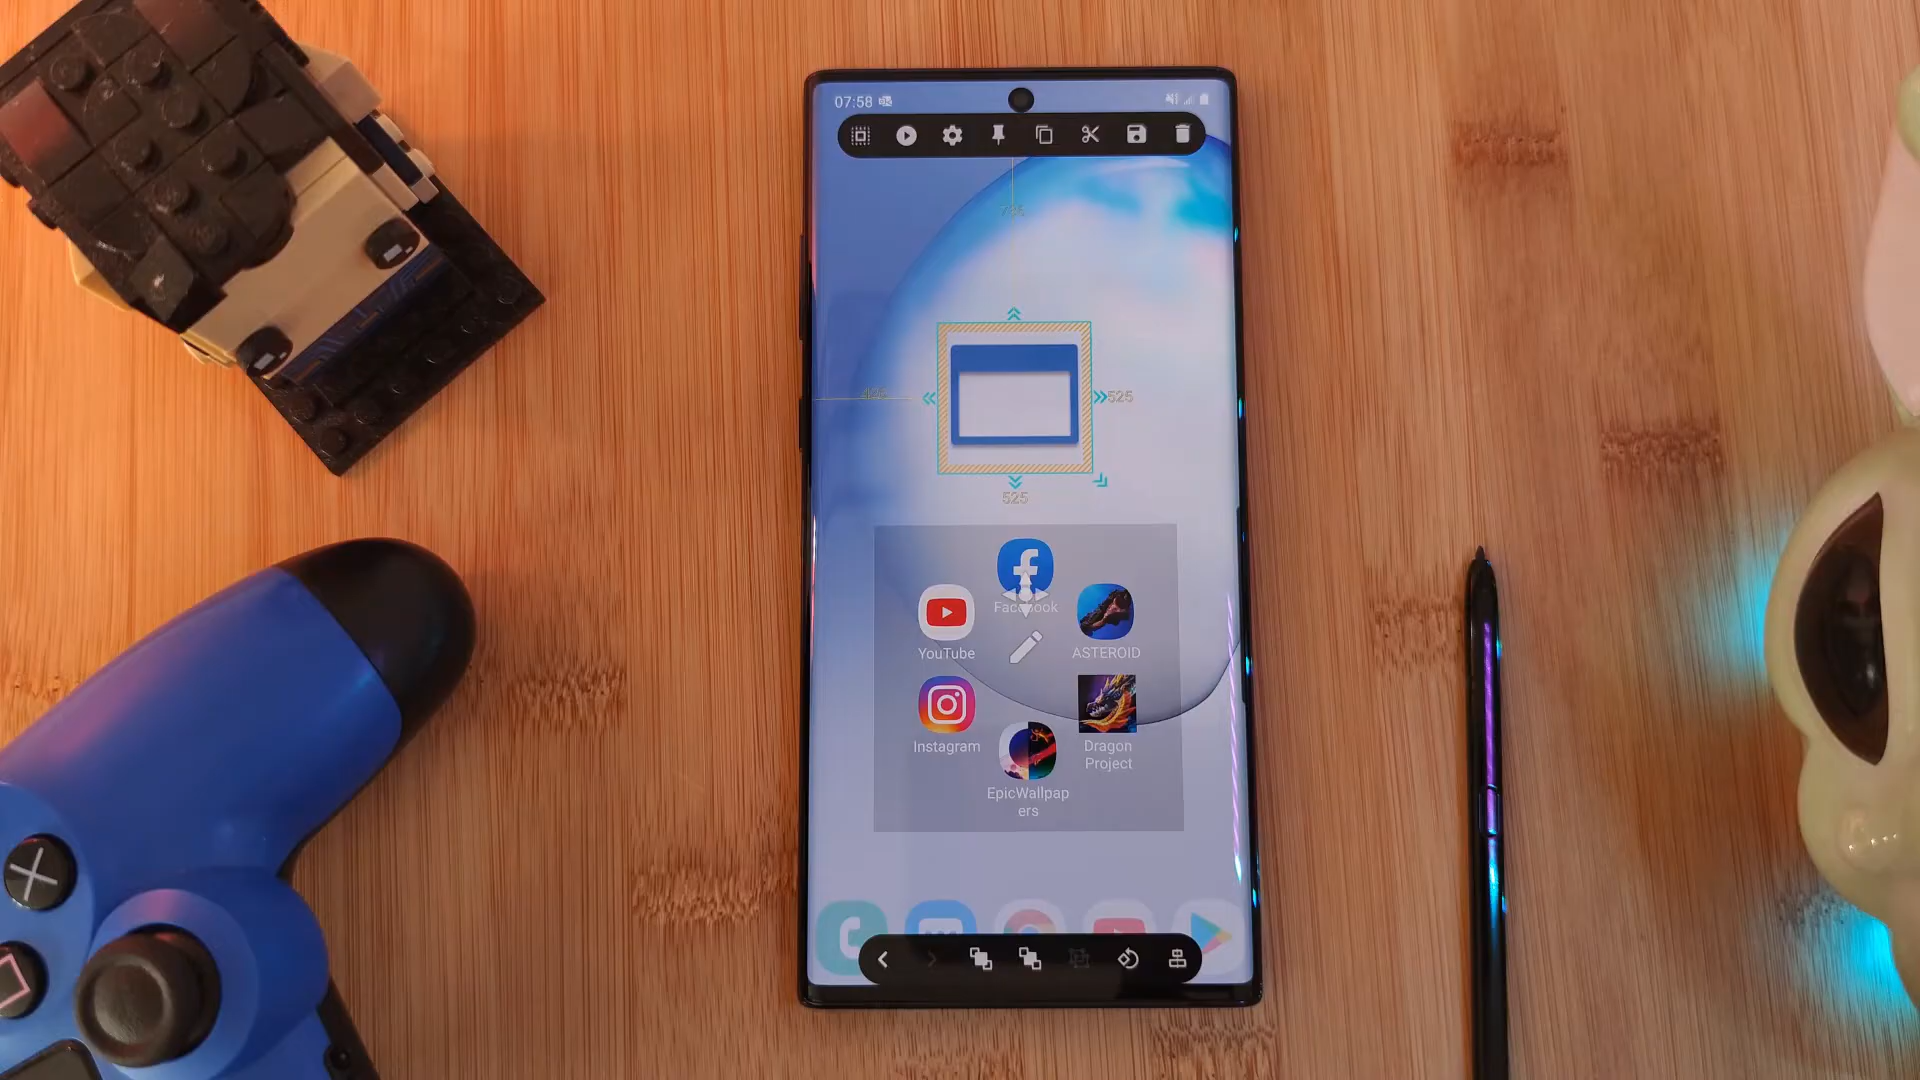 07:58
525
525
Facebook
YouTube
ASTEROID
Instagram
Dragon
Project
EpicWallpap
ers